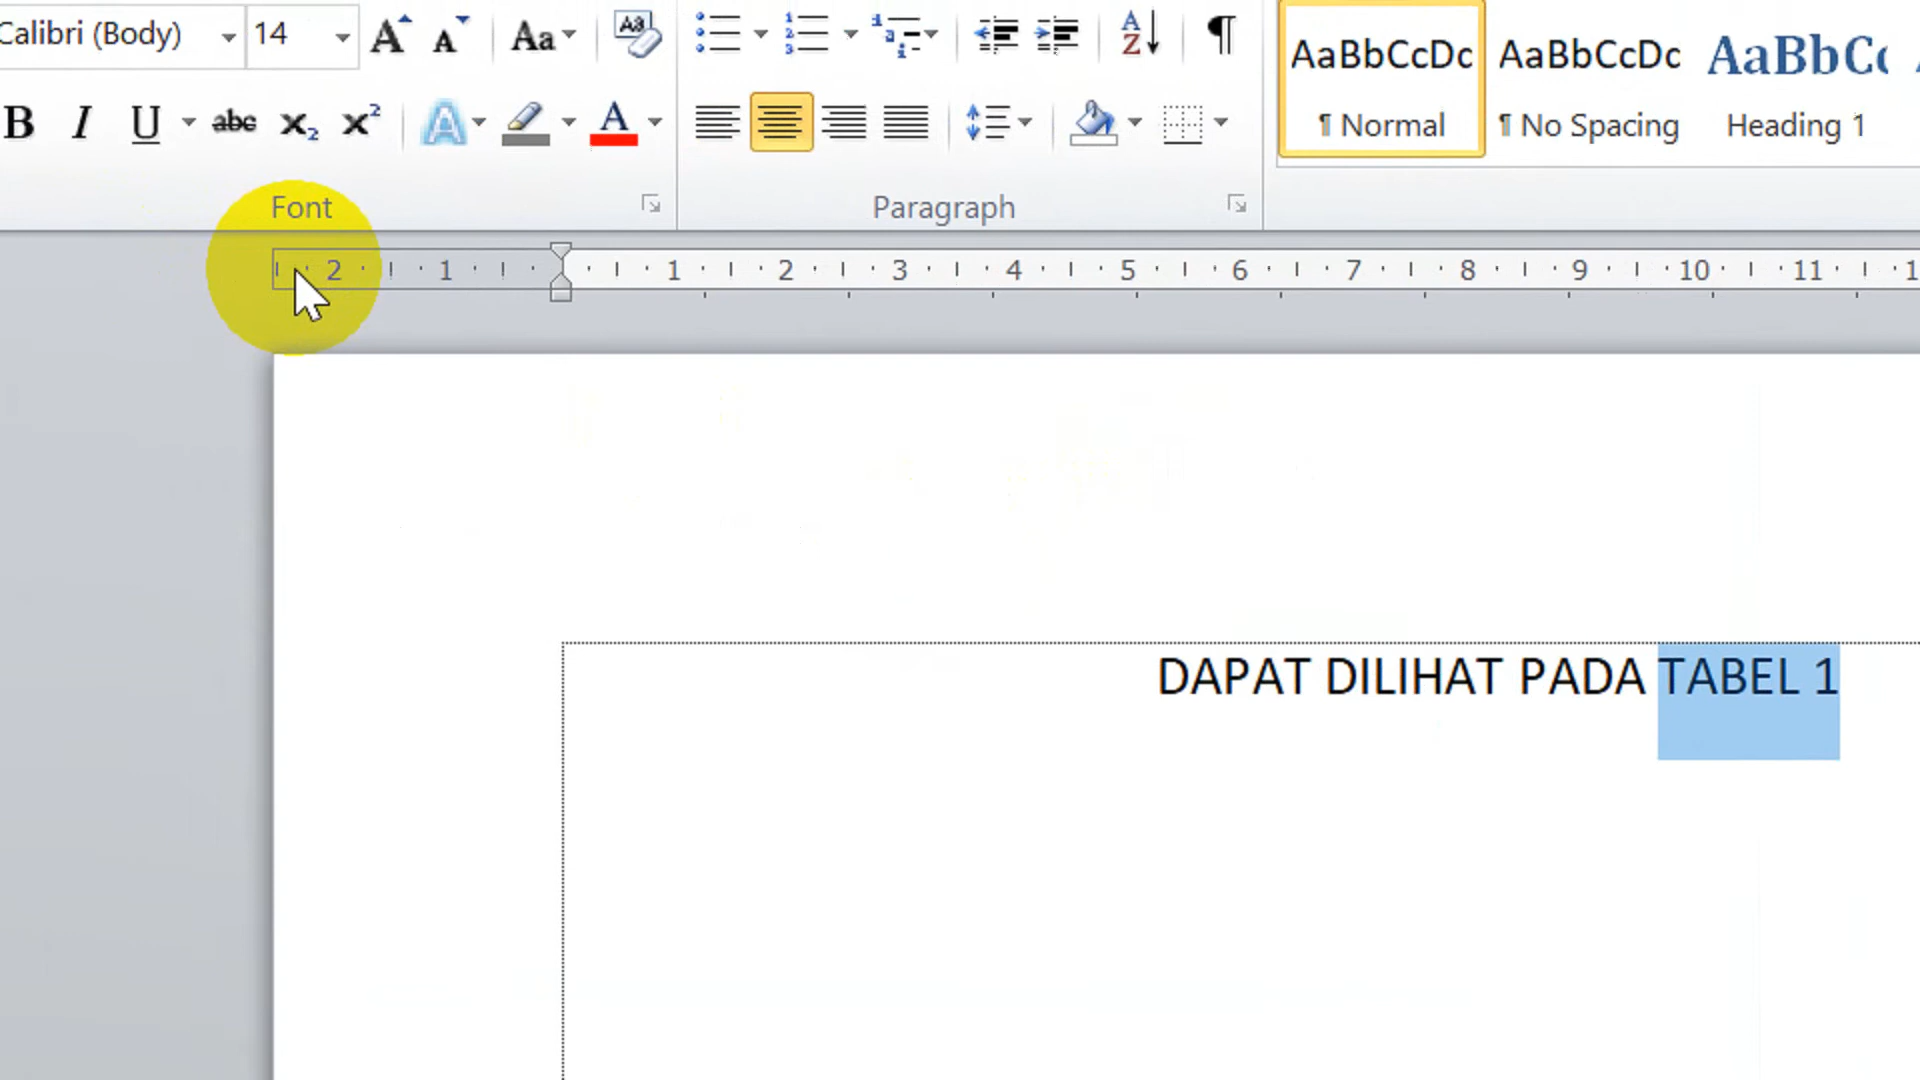 Calibri (Body) 14 Aa
B I U abc x₂ x² A A
Font
Paragraph
AaBbCcDc AaBbCcDc AaBbC
¶ Normal ¶ No Spacing Heading 1
2 1 1 2 3 4 5 6 7 8 9 10 11
DAPAT DILIHAT PADA TABEL 1